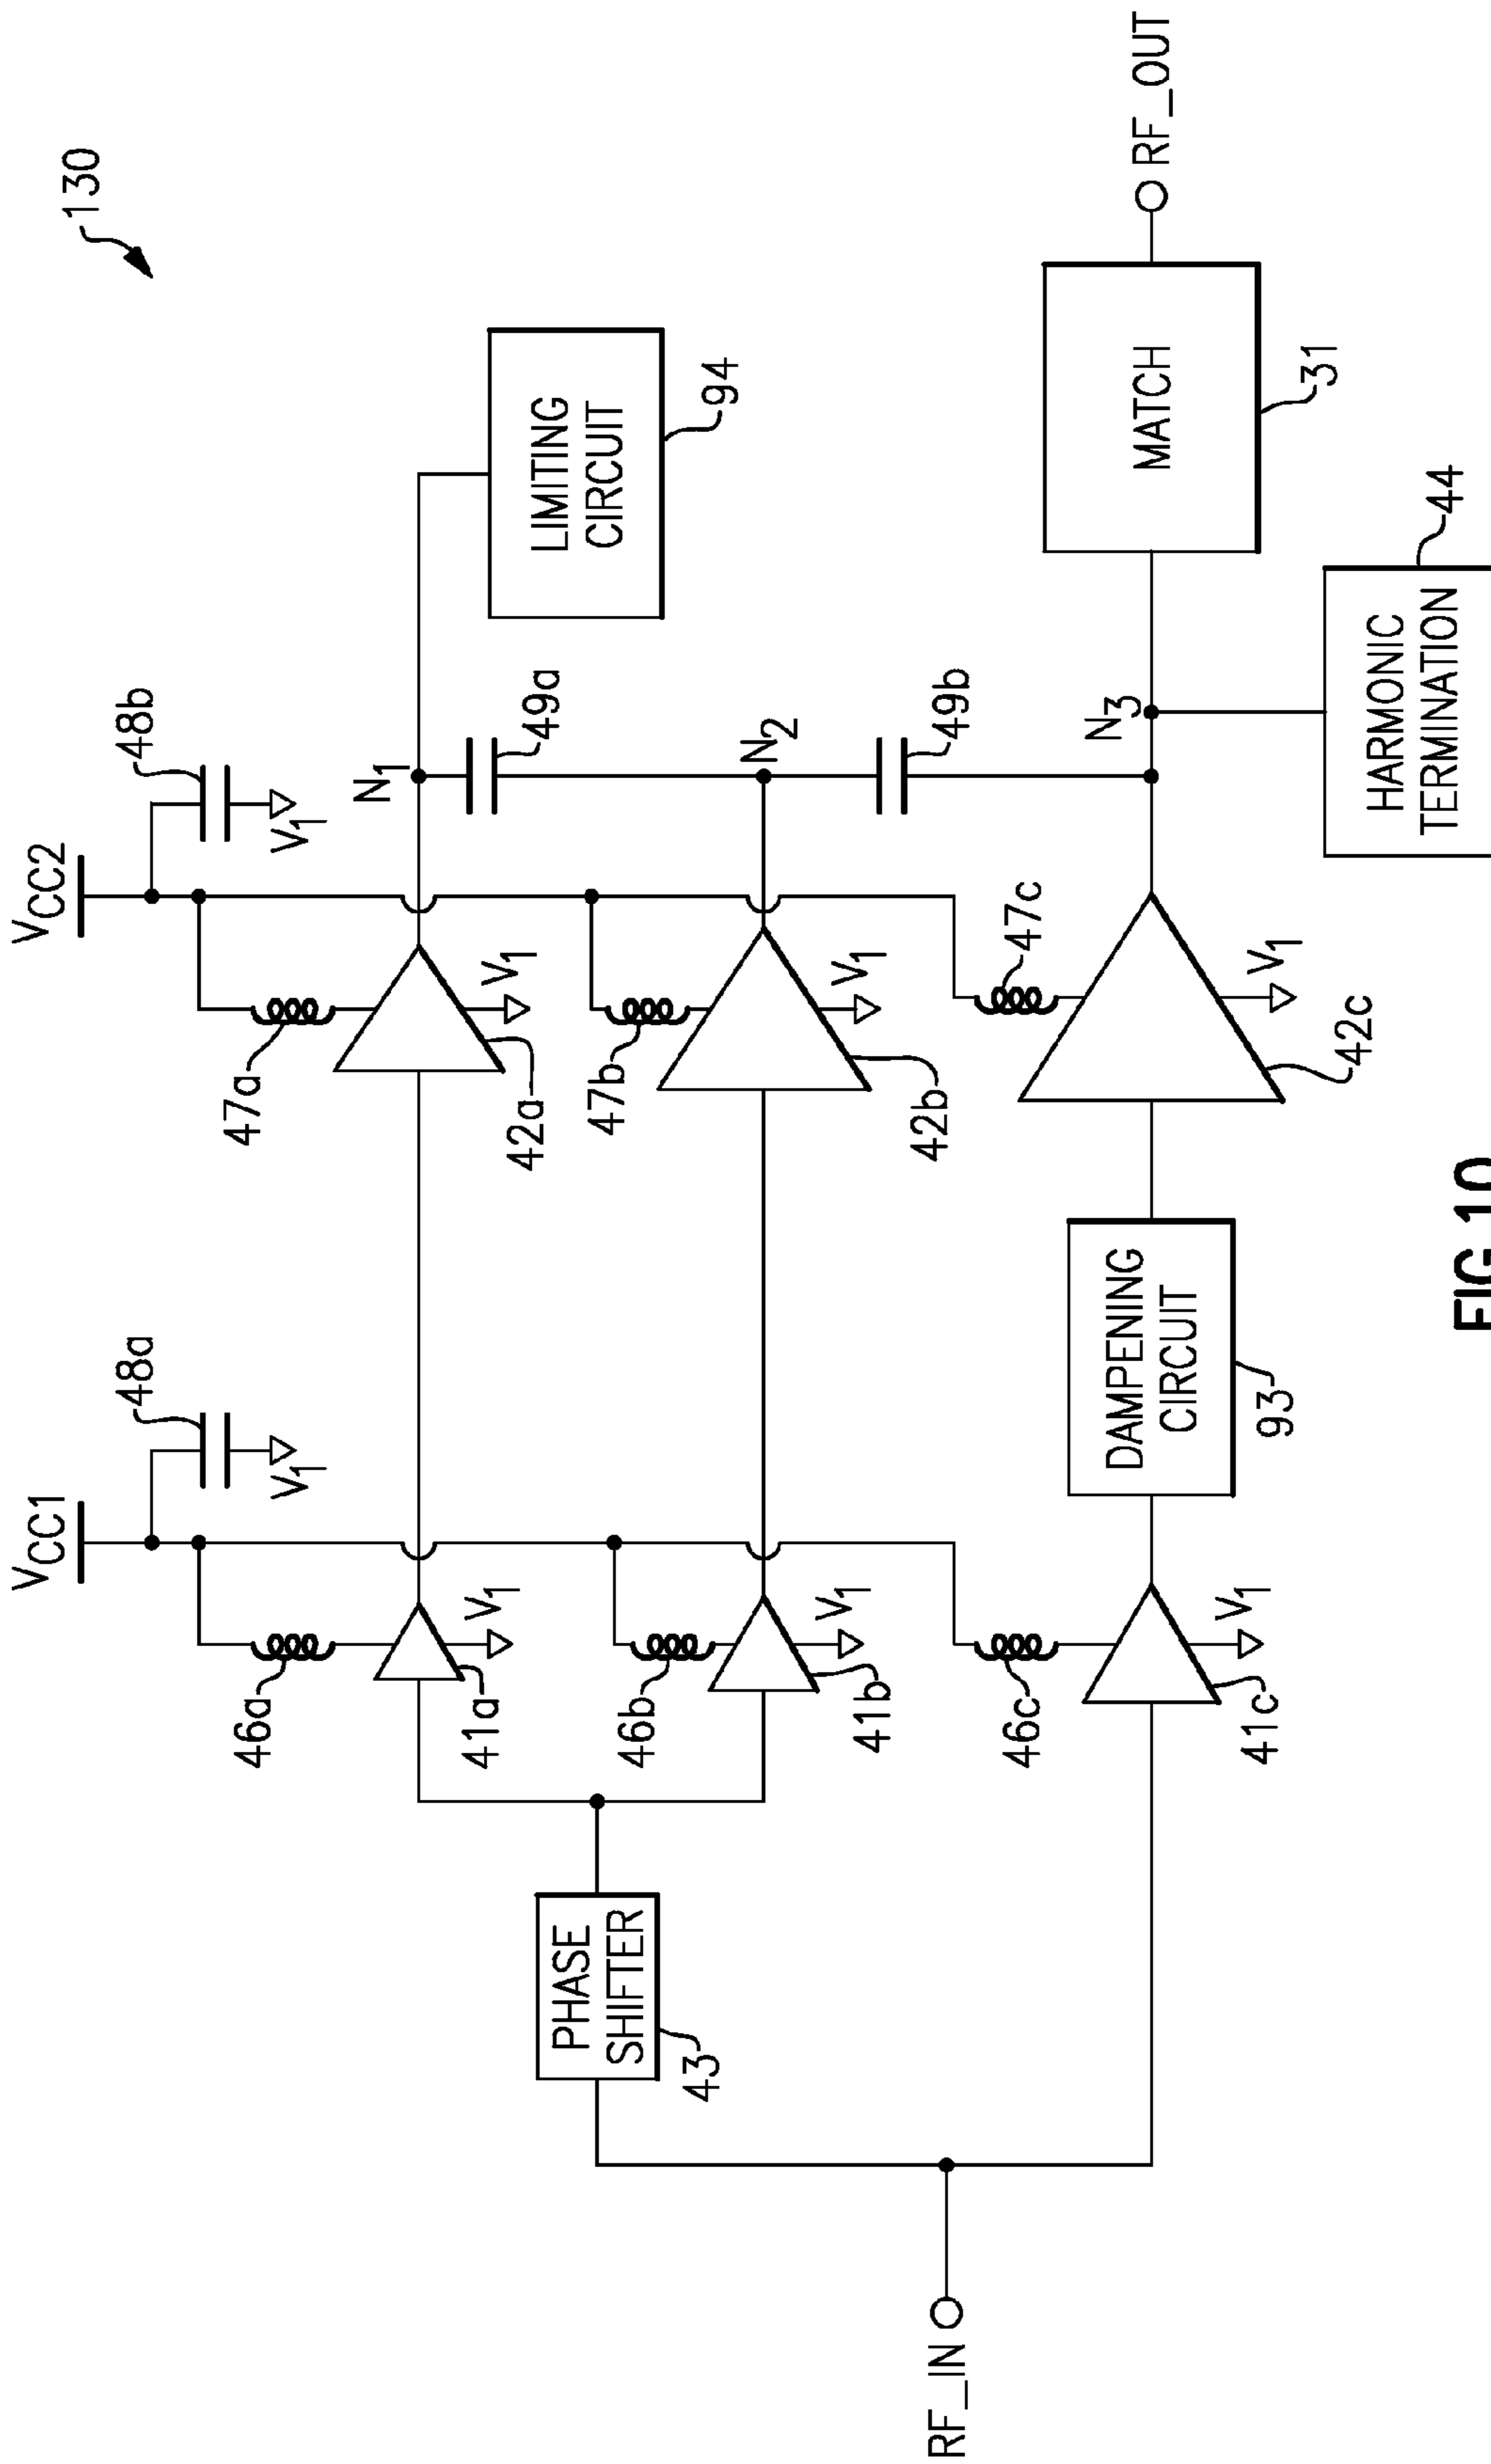 130
VCC1
VCC2
48a
48b
V1
V1
46a
47a
41a
V1
42a
V1
N1
49a
LIMITING
CIRCUIT
94
PHASE
SHIFTER
43
46b
47b
41b
V1
42b
V1
N2
49b
RF_IN
46c
47c
41c
V1
DAMPENING
CIRCUIT
93
42c
V1
N3
MATCH
31
RF_OUT
HARMONIC
TERMINATION
44
FIG.10